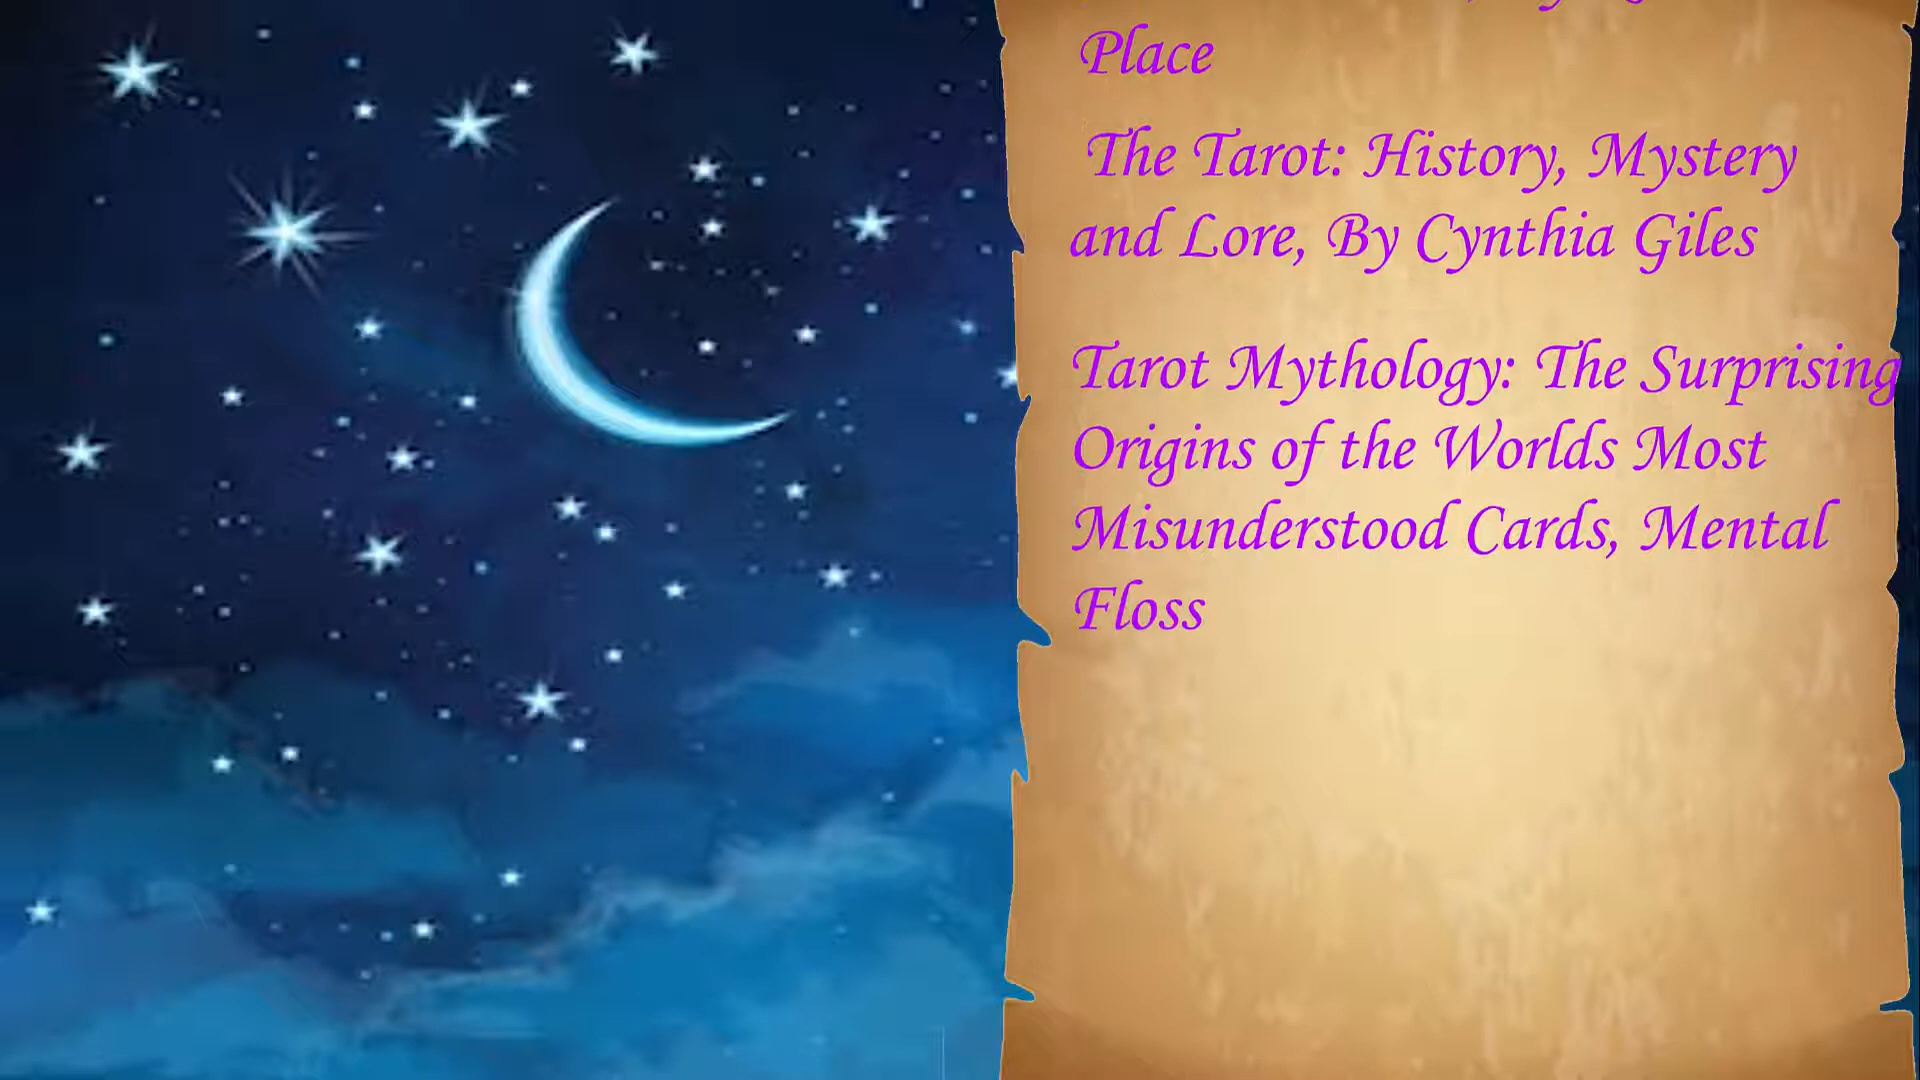 Place
The Tarot: History, Mystery
and Lore, By Cynthia Giles
Tarot Mythology: The Surprising
Origins of the Worlds Most
Misunderstood Cards, Mental
Floss